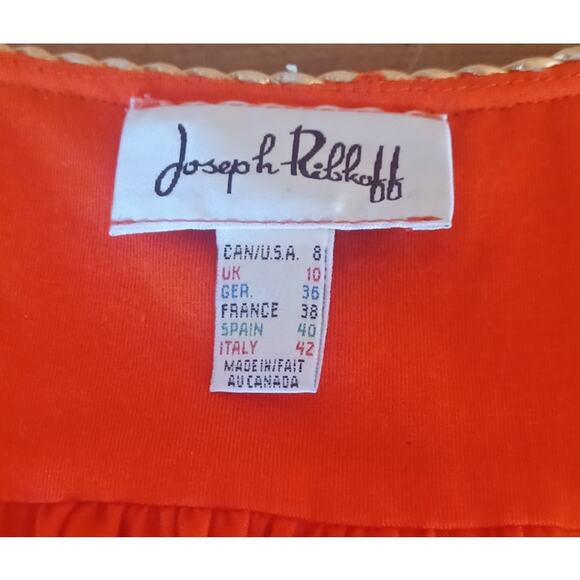 Joseph Ribkoff
CAN/U.S.A. 8
UK 10
GER. 36
FRANCE 38
SPAIN 40
ITALY 42
MADE IN/FAIT
AU CANADA